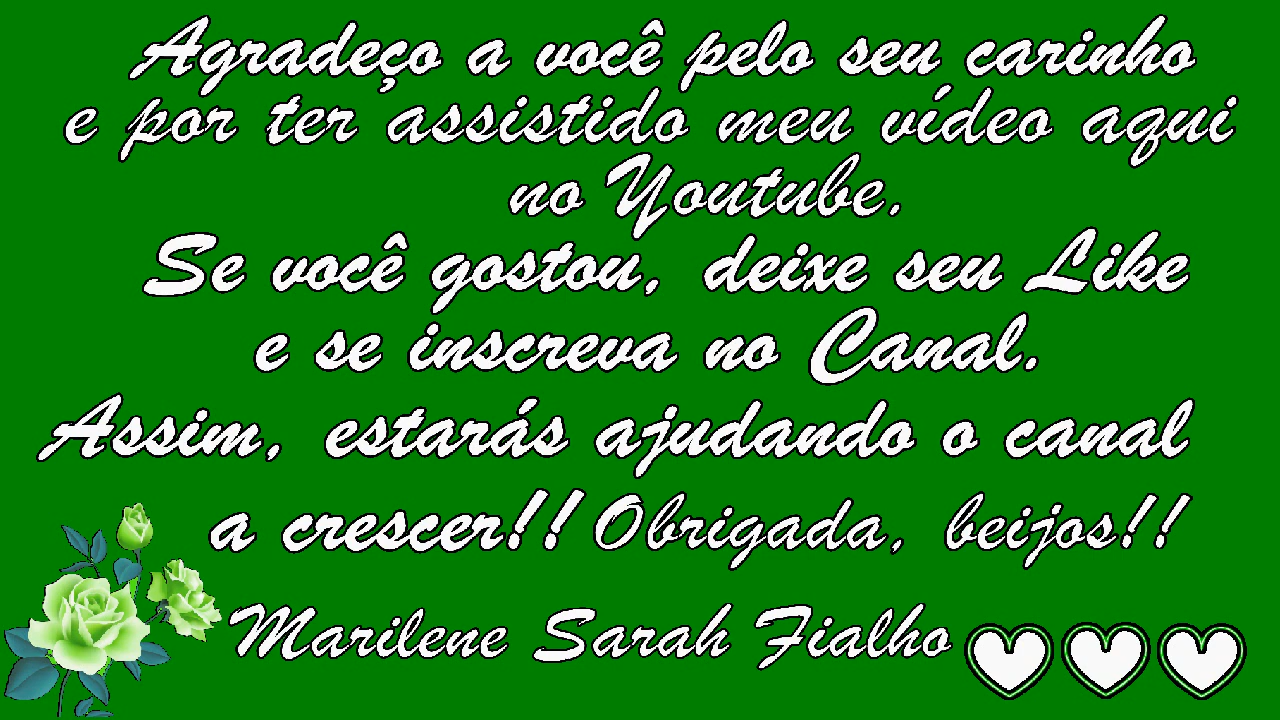 Agradeço a você pelo seu carinho
e por ter assistido meu vídeo aqui
no Youtube.
Se você gostou, deixe seu Like
e se inscreva no Canal.
Assim, estarás ajudando o canal
a crescer!! Obrigada, beijos!!
Marilene Sarah Fialho